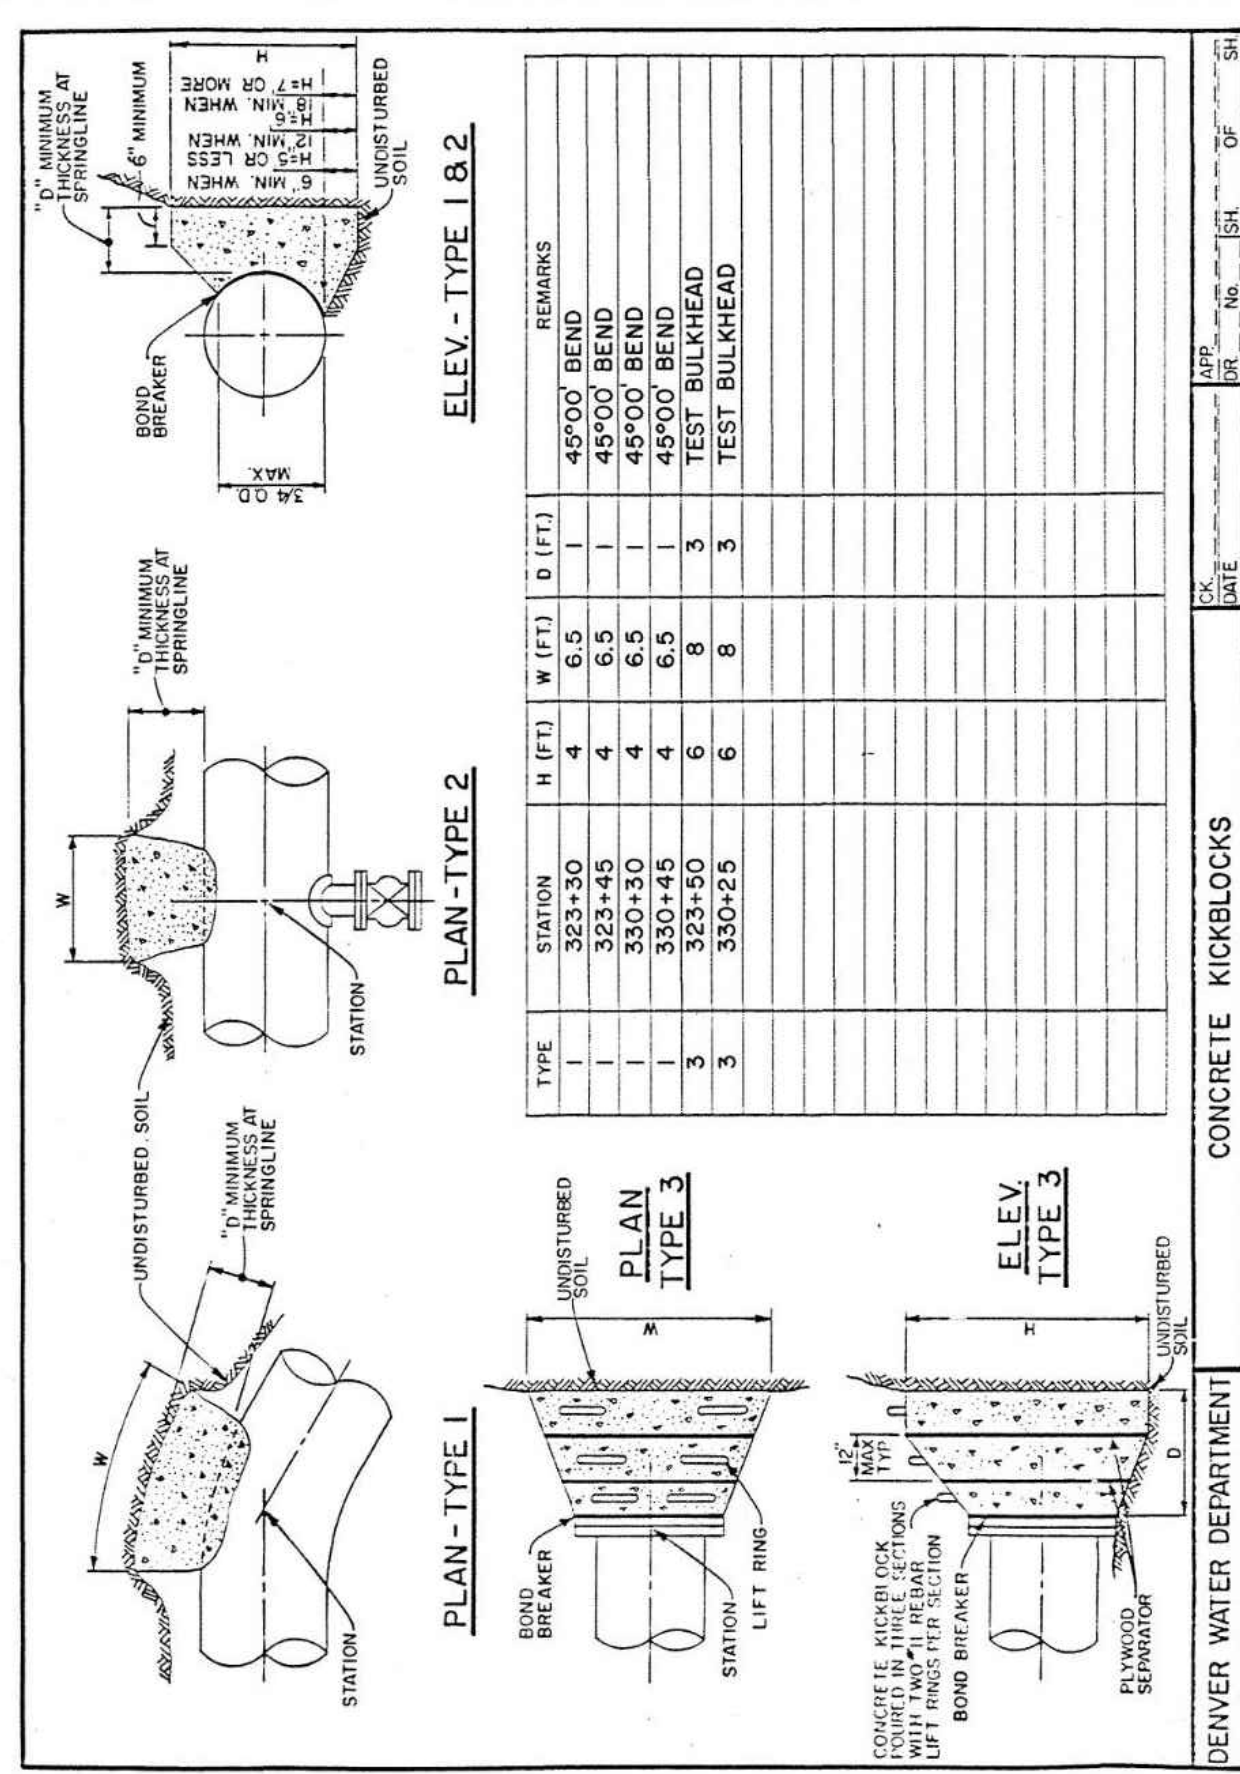 "D" MINIMUM
THICKNESS AT
SPRINGLINE
W
UNDISTURBED SOIL
STATION
PLAN - TYPE 1
W
"D" MINIMUM
THICKNESS AT
SPRINGLINE
STATION
PLAN - TYPE 2
"D" MINIMUM
THICKNESS AT
SPRINGLINE
6" MINIMUM
BOND
BREAKER
3/4 O.D.
MAX.
6" MIN. WHEN
H=5' OR LESS
12" MIN. WHEN
H=6'
18" MIN. WHEN
H=7' OR MORE
H
UNDISTURBED
SOIL
ELEV. - TYPE 1 & 2
BOND
BREAKER
UNDISTURBED
SOIL
W
STATION
LIFT RING
PLAN
TYPE 3
CONCRETE KICKBLOCK
POURED IN THREE SECTIONS
WITH TWO #11 REBAR
LIFT RINGS PER SECTION
BOND BREAKER
12"
MAX
TYP.
H
PLYWOOD
SEPARATOR
D
UNDISTURBED
SOIL
ELEV.
TYPE 3
TYPE STATION H (FT.) W (FT.) D (FT.) REMARKS
1 323+30 4 6.5 1 45°00' BEND
1 323+45 4 6.5 1 45°00' BEND
1 330+30 4 6.5 1 45°00' BEND
1 330+45 4 6.5 1 45°00' BEND
3 323+50 6 8 3 TEST BULKHEAD
3 330+25 6 8 3 TEST BULKHEAD
DENVER WATER DEPARTMENT
CONCRETE KICKBLOCKS
CK. APP.
DATE DR. No. SH. OF SH.